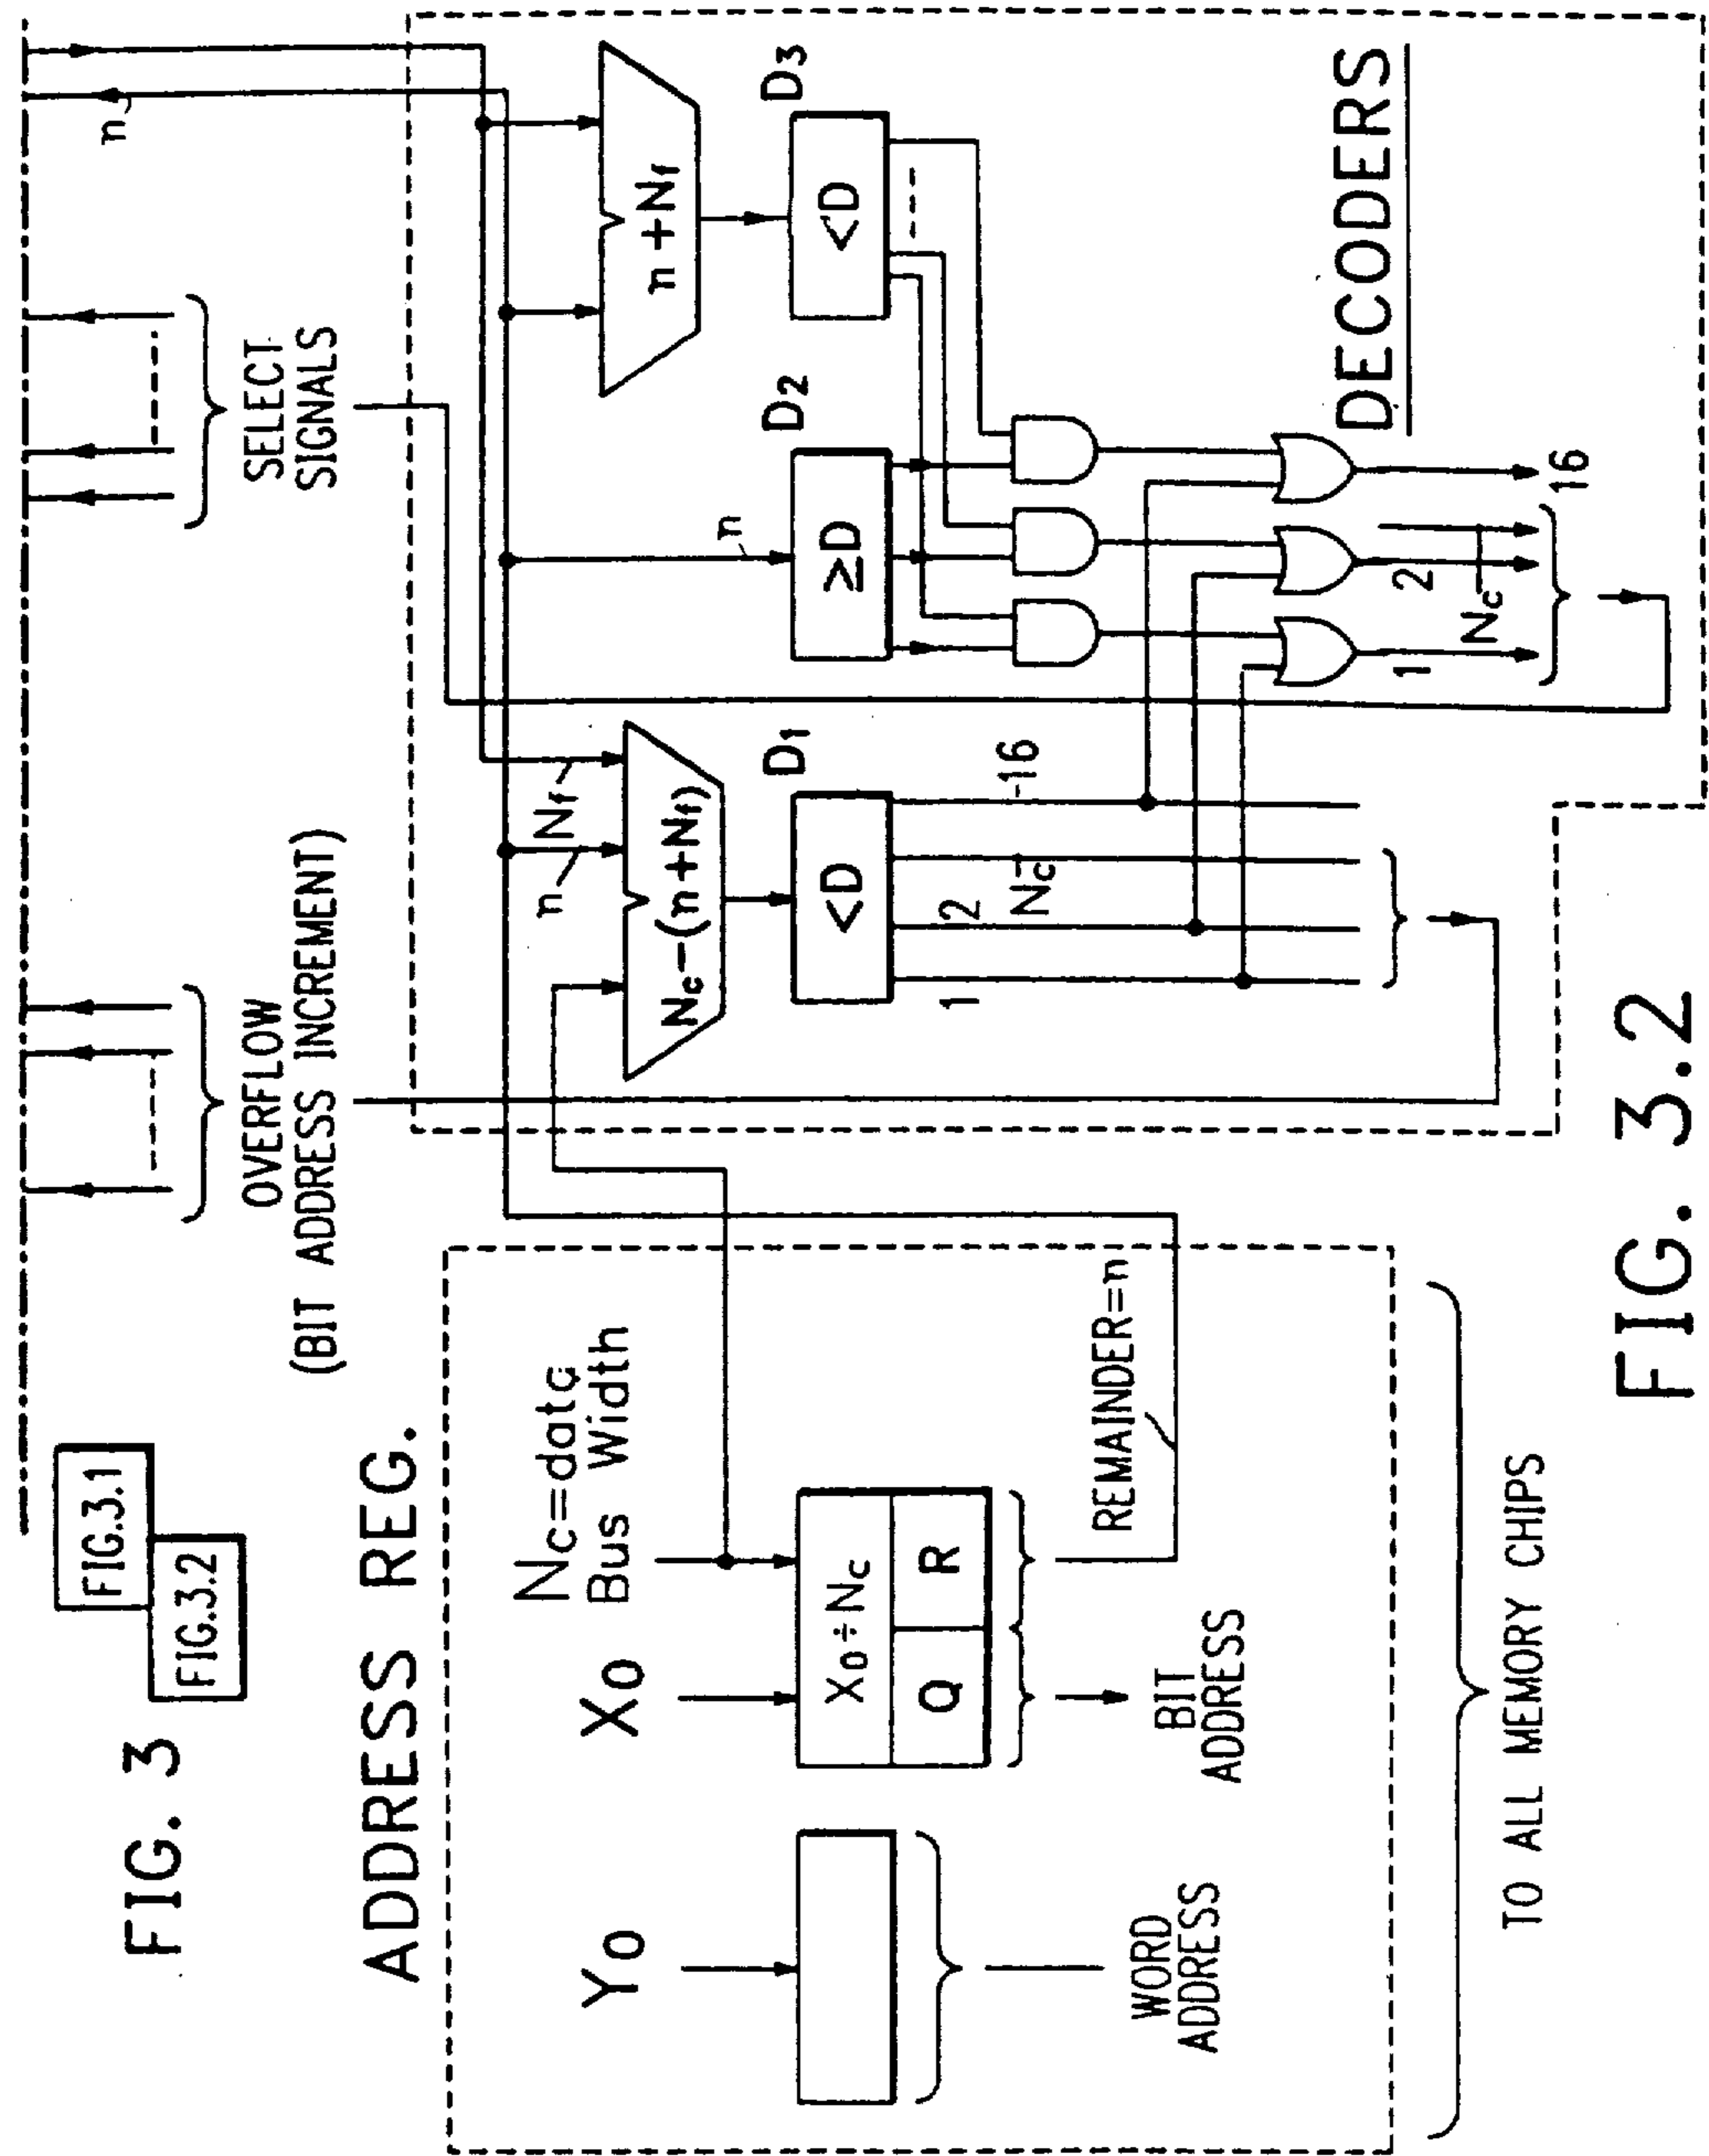 FIG. 3
FIG.3.1
FIG.3.2
n
OVERFLOW
(BIT ADDRESS INCREMENT)
SELECT
SIGNALS
ADDRESS REG.
Y0
X0
Nc=data
Bus Width
X0÷Nc
Q
R
REMAINDER=n
WORD
ADDRESS
BIT
ADDRESS
TO ALL MEMORY CHIPS
n
Nf
Nc-(n+Nf)
D1
<D
1
2
Nc
16
n
D2
≥D
n+Nf
D3
<D
1
2
Nc
16
DECODERS
FIG. 3.2